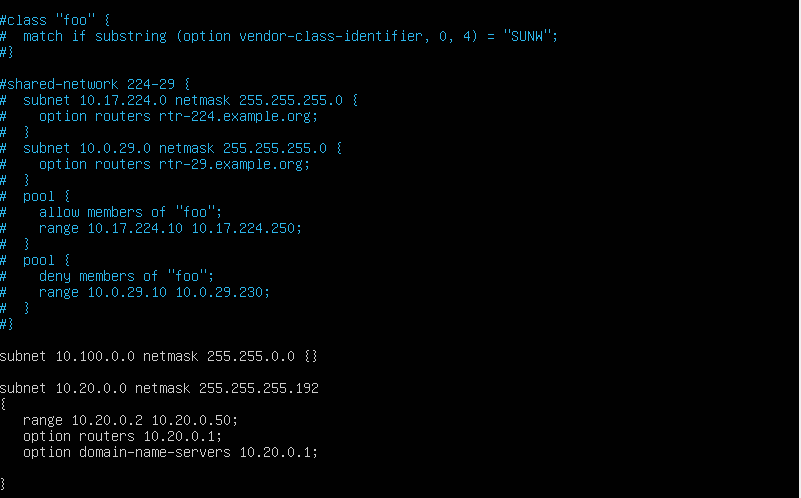 #class "foo" {
#  match if substring (option vendor-class-identifier, 0, 4) = "SUNW";
#}

#shared-network 224-29 {
#  subnet 10.17.224.0 netmask 255.255.255.0 {
#    option routers rtr-224.example.org;
#  }
#  subnet 10.0.29.0 netmask 255.255.255.0 {
#    option routers rtr-29.example.org;
#  }
#  pool {
#    allow members of "foo";
#    range 10.17.224.10 10.17.224.250;
#  }
#  pool {
#    deny members of "foo";
#    range 10.0.29.10 10.0.29.230;
#  }
#}

subnet 10.100.0.0 netmask 255.255.0.0 {}

subnet 10.20.0.0 netmask 255.255.255.192
{
   range 10.20.0.2 10.20.0.50;
   option routers 10.20.0.1;
   option domain-name-servers 10.20.0.1;

}